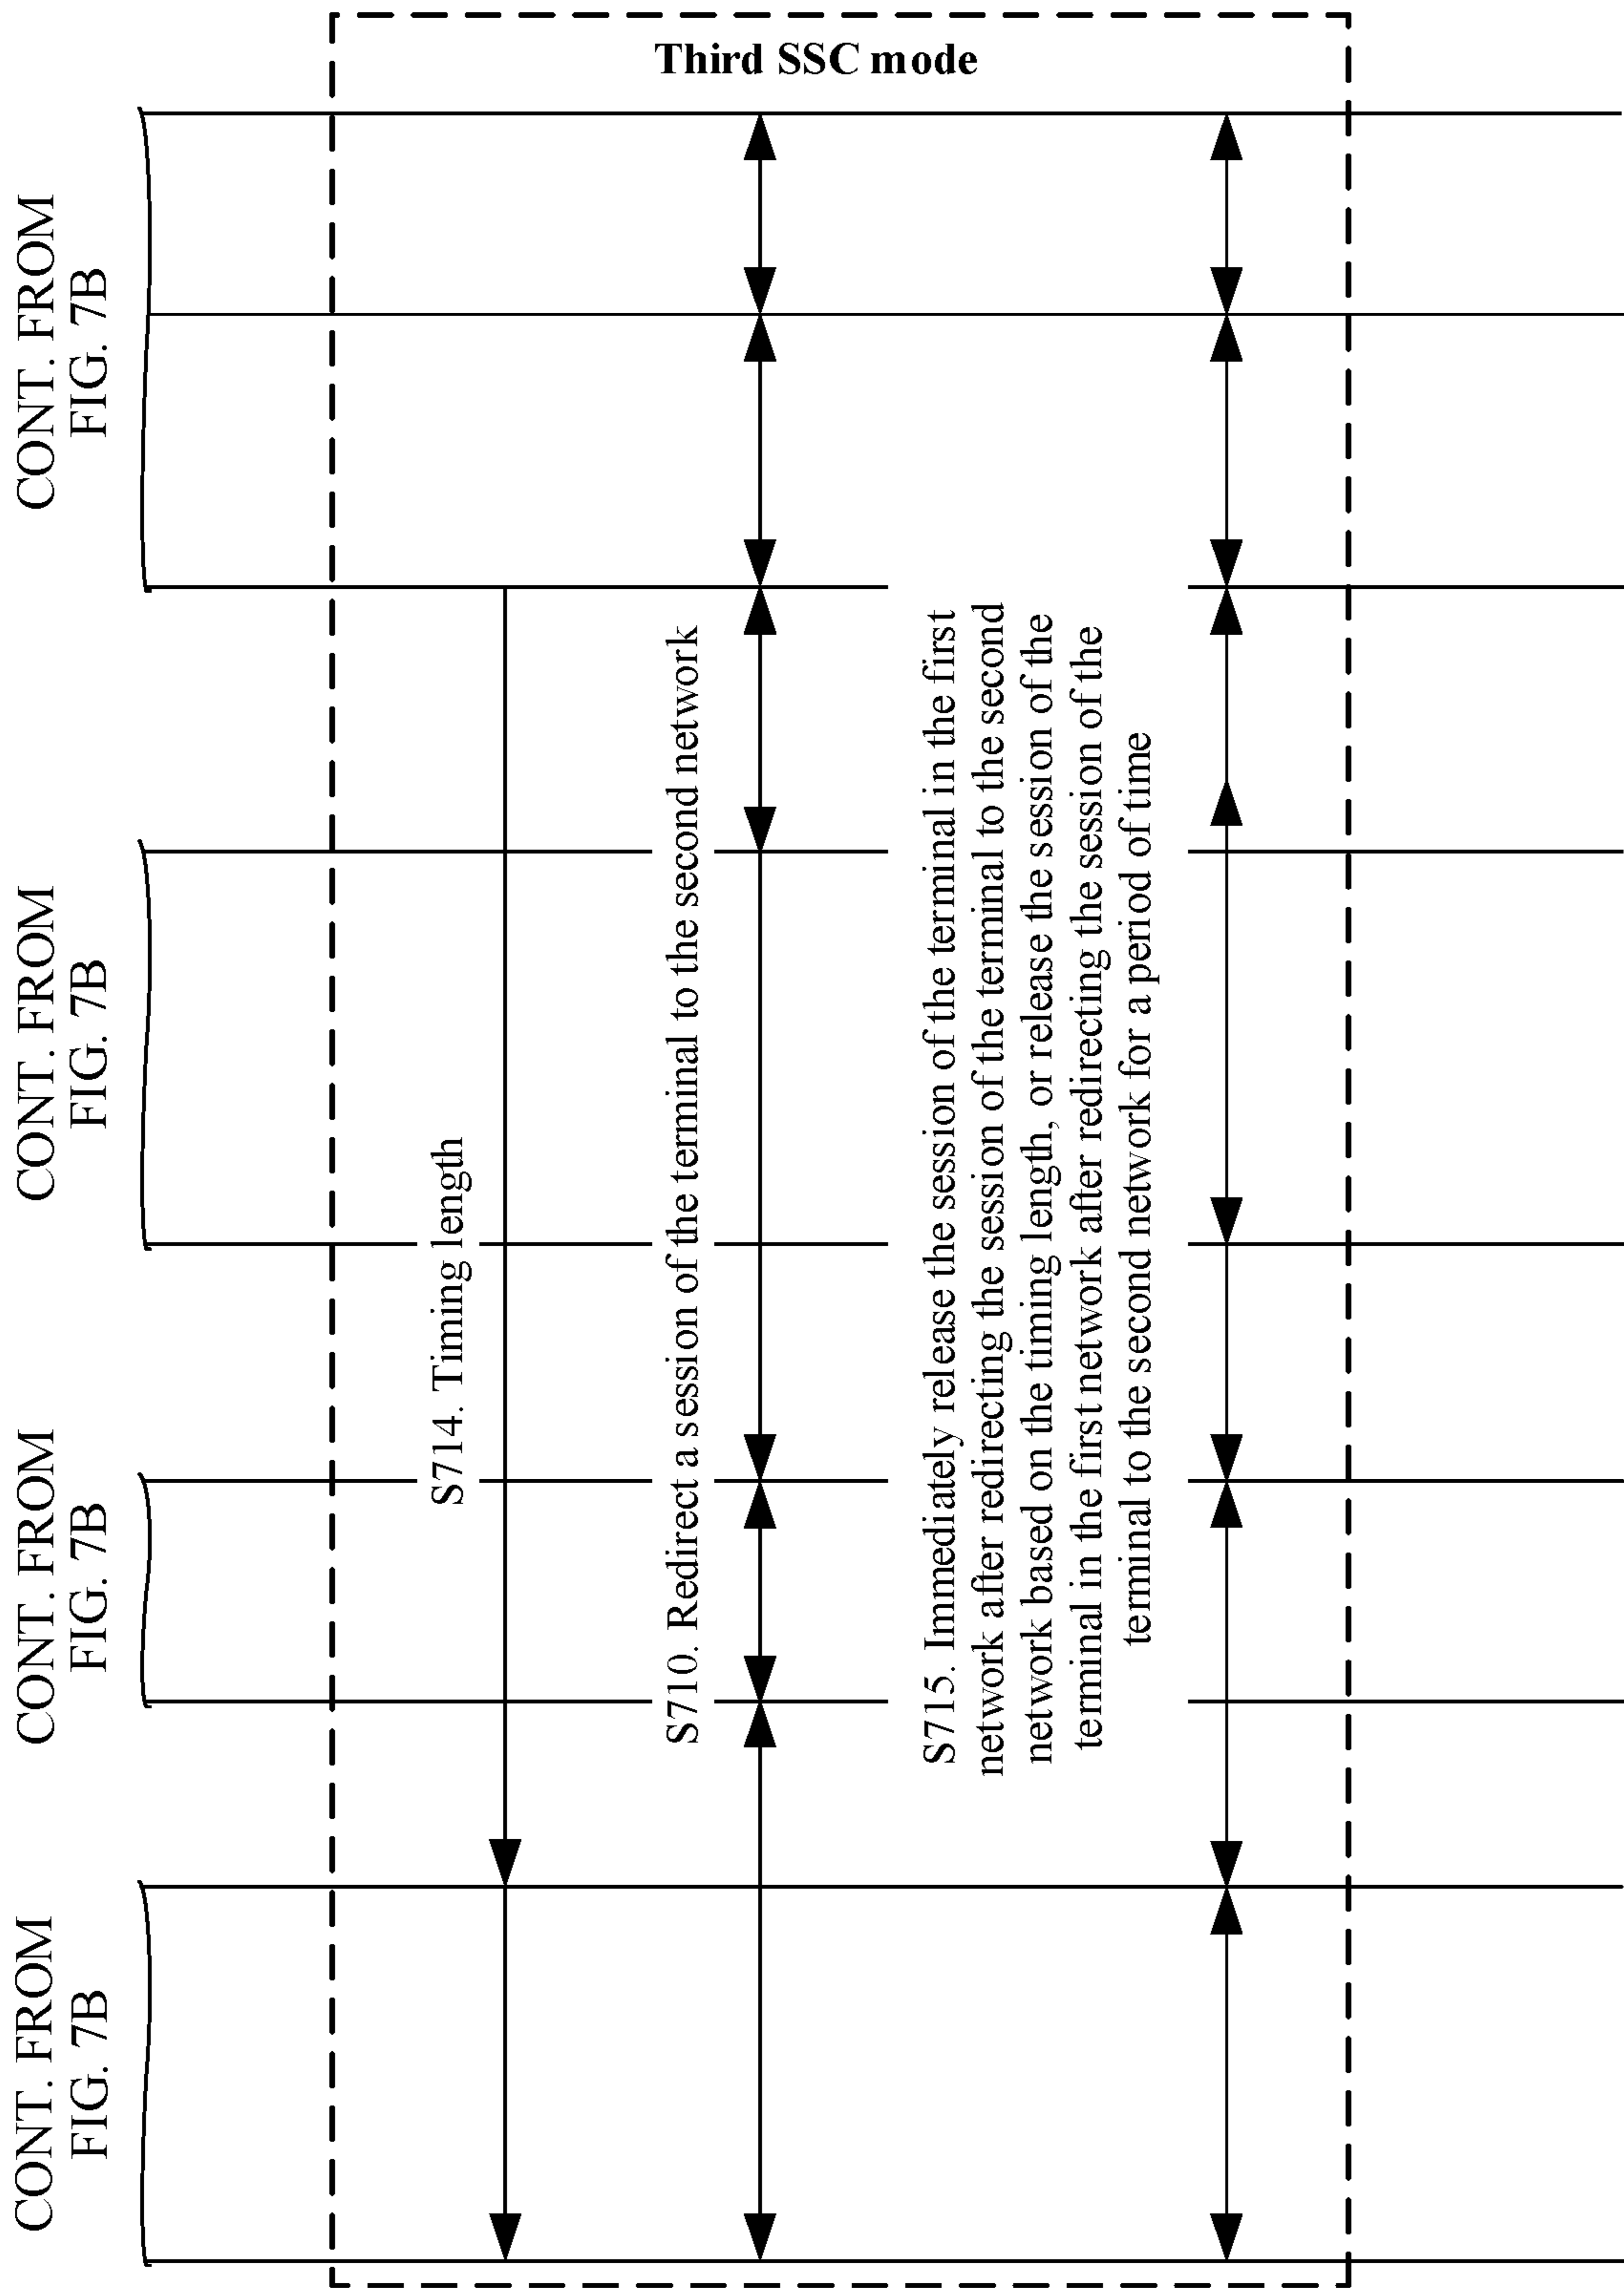 Third SSC mode
CONT. FROM
FIG. 7B
CONT. FROM
FIG. 7B
CONT. FROM
FIG. 7B
CONT. FROM
FIG. 7B
S714. Timing length
S710. Redirect a session of the terminal to the second network
S715. Immediately release the session of the terminal in the first
network after redirecting the session of the terminal to the second
network based on the timing length, or release the session of the
terminal in the first network after redirecting the session of the
terminal to the second network for a period of time